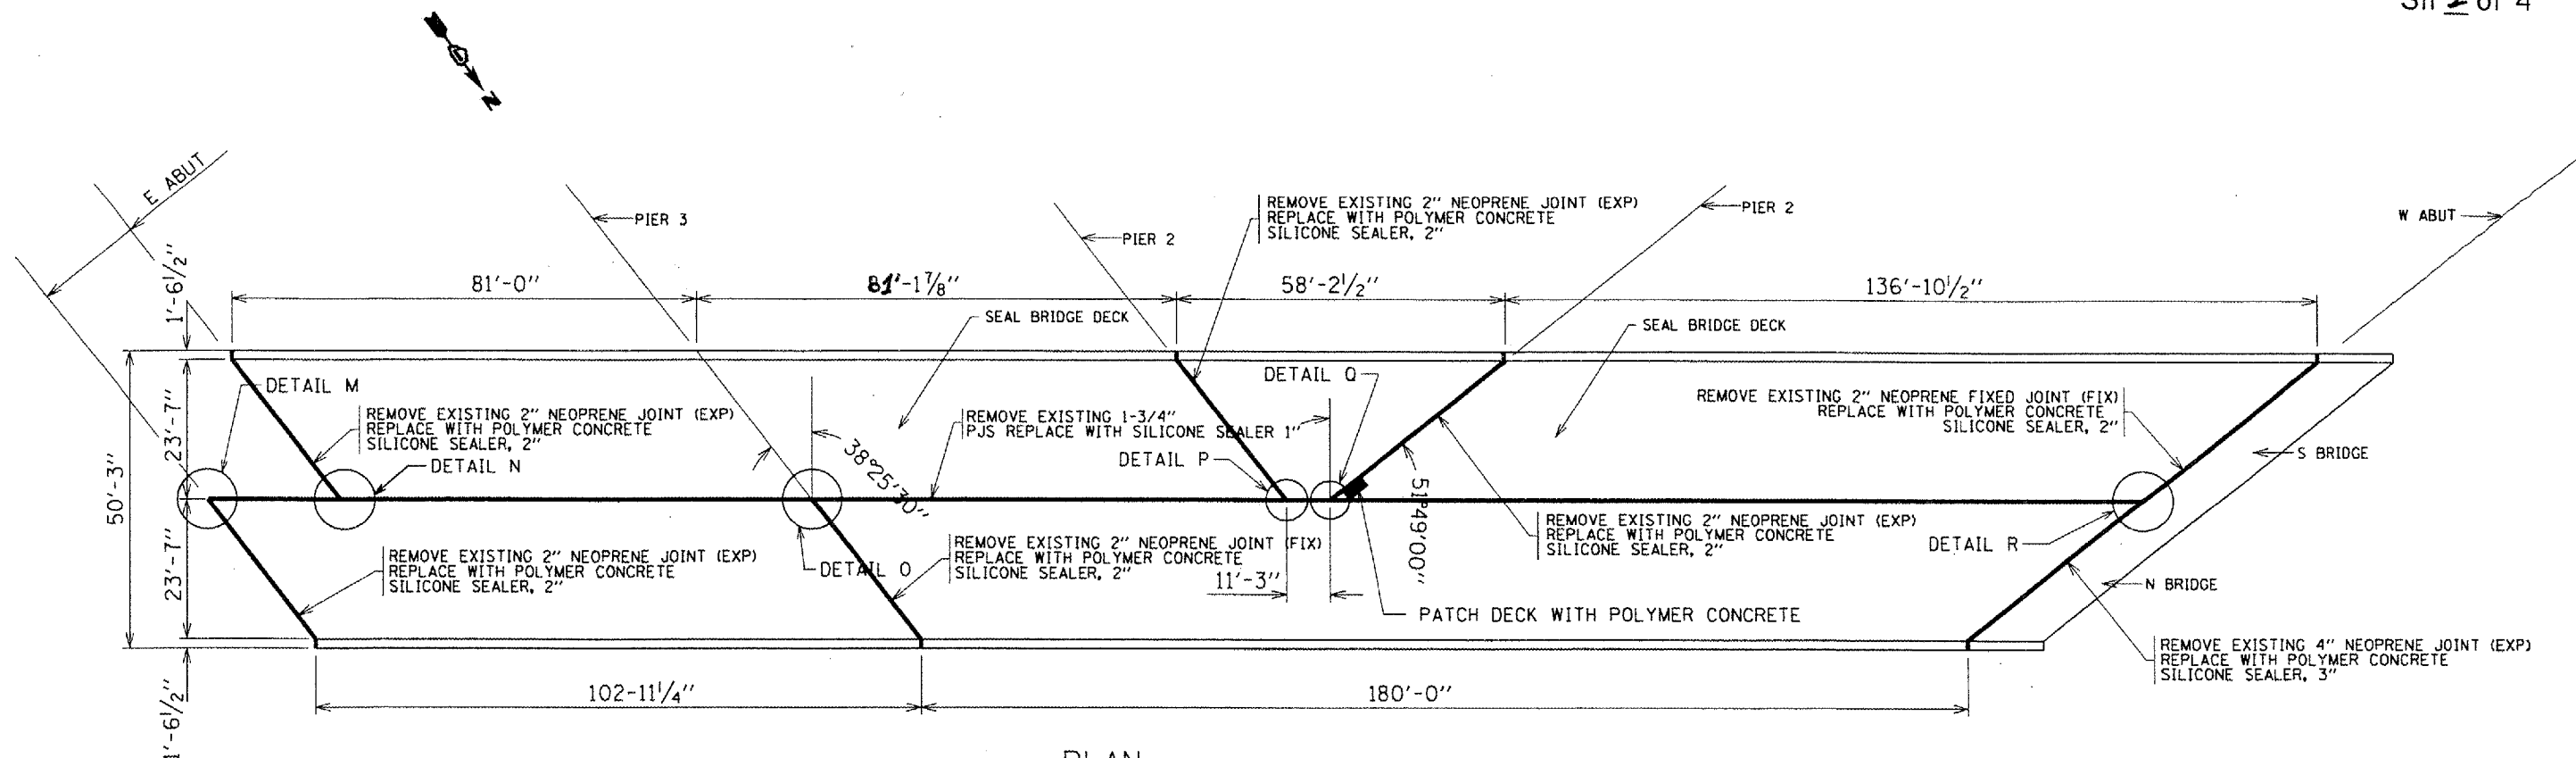 Sh 2 of 4
N
E ABUT
PIER 3
PIER 2
REMOVE EXISTING 2" NEOPRENE JOINT (EXP)
REPLACE WITH POLYMER CONCRETE
SILICONE SEALER, 2"
PIER 2
W ABUT
1'-6 1/2"
81'-0"
81'-1 7/8"
58'-2 1/2"
136'-10 1/2"
SEAL BRIDGE DECK
SEAL BRIDGE DECK
DETAIL M
REMOVE EXISTING 2" NEOPRENE JOINT (EXP)
REPLACE WITH POLYMER CONCRETE
SILICONE SEALER, 2"
DETAIL N
38°25'30"
REMOVE EXISTING 1-3/4"
PJS REPLACE WITH SILICONE SEALER 1"
DETAIL P
DETAIL Q
REMOVE EXISTING 2" NEOPRENE FIXED JOINT (FIX)
REPLACE WITH POLYMER CONCRETE
SILICONE SEALER, 2"
S BRIDGE
50'-3"
23'-7"
23'-7"
REMOVE EXISTING 2" NEOPRENE JOINT (EXP)
REPLACE WITH POLYMER CONCRETE
SILICONE SEALER, 2"
DETAIL O
REMOVE EXISTING 2" NEOPRENE JOINT (FIX)
REPLACE WITH POLYMER CONCRETE
SILICONE SEALER, 2"
11'-3"
51°49'00"
REMOVE EXISTING 2" NEOPRENE JOINT (EXP)
REPLACE WITH POLYMER CONCRETE
SILICONE SEALER, 2"
DETAIL R
N BRIDGE
PATCH DECK WITH POLYMER CONCRETE
REMOVE EXISTING 4" NEOPRENE JOINT (EXP)
REPLACE WITH POLYMER CONCRETE
SILICONE SEALER, 3"
1'-6 1/2"
102-11 1/4"
180'-0"
PLAN